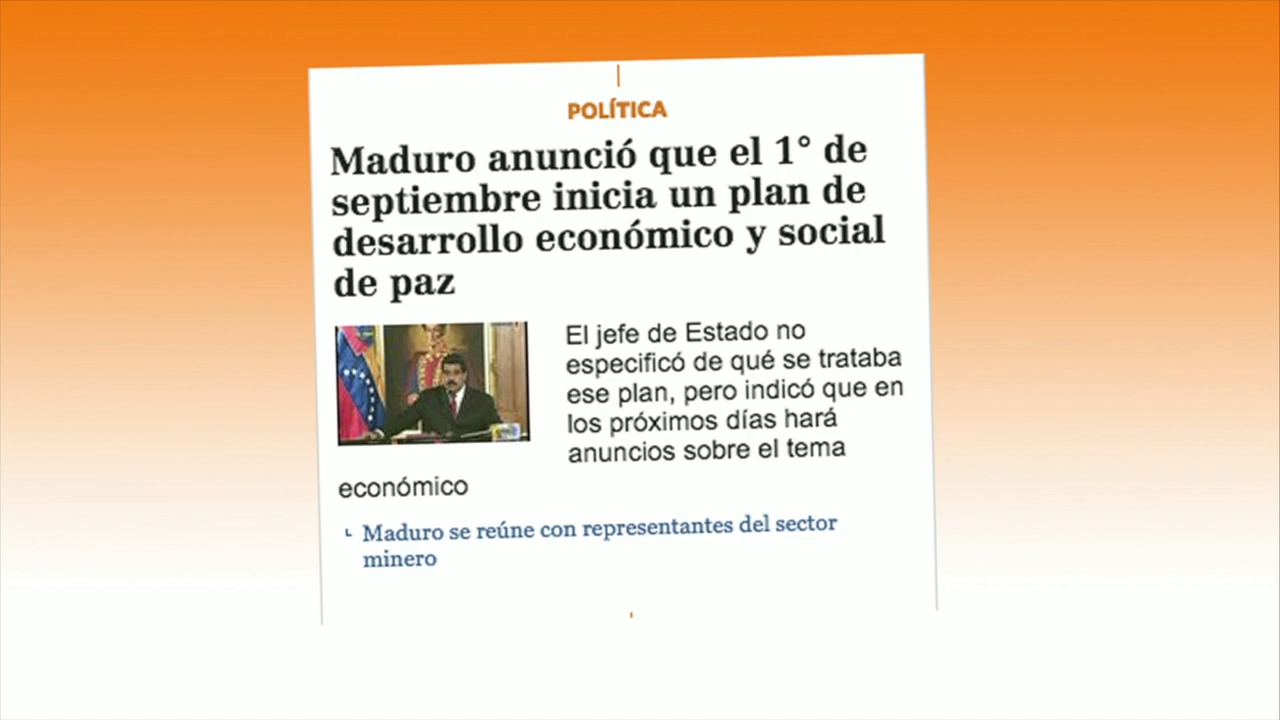 POLÍTICA
Maduro anunció que el 1° de
septiembre inicia un plan de
desarrollo económico y social
de paz
El jefe de Estado no
especificó de qué se trataba
ese plan, pero indicó que en
los próximos días hará
anuncios sobre el tema
económico
Maduro se reúne con representantes del sector
minero